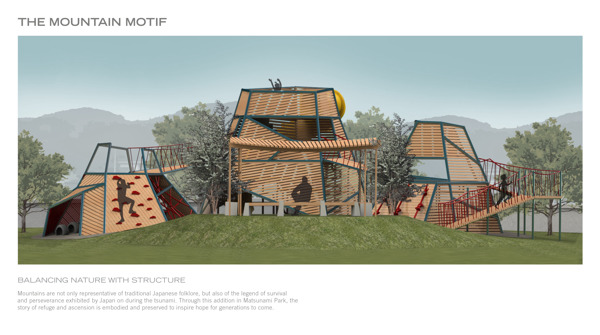 THE MOUNTAIN MOTIF
BALANCING NATURE WITH STRUCTURE
Mountains are not only representative of traditional Japanese folklore, but also of the legend of survival
and perseverance exhibited by Japan on during the tsunami. Through this addition in Matsunami Park, the
story of refuge and ascension is embodied and preserved to inspire hope for generations to come.